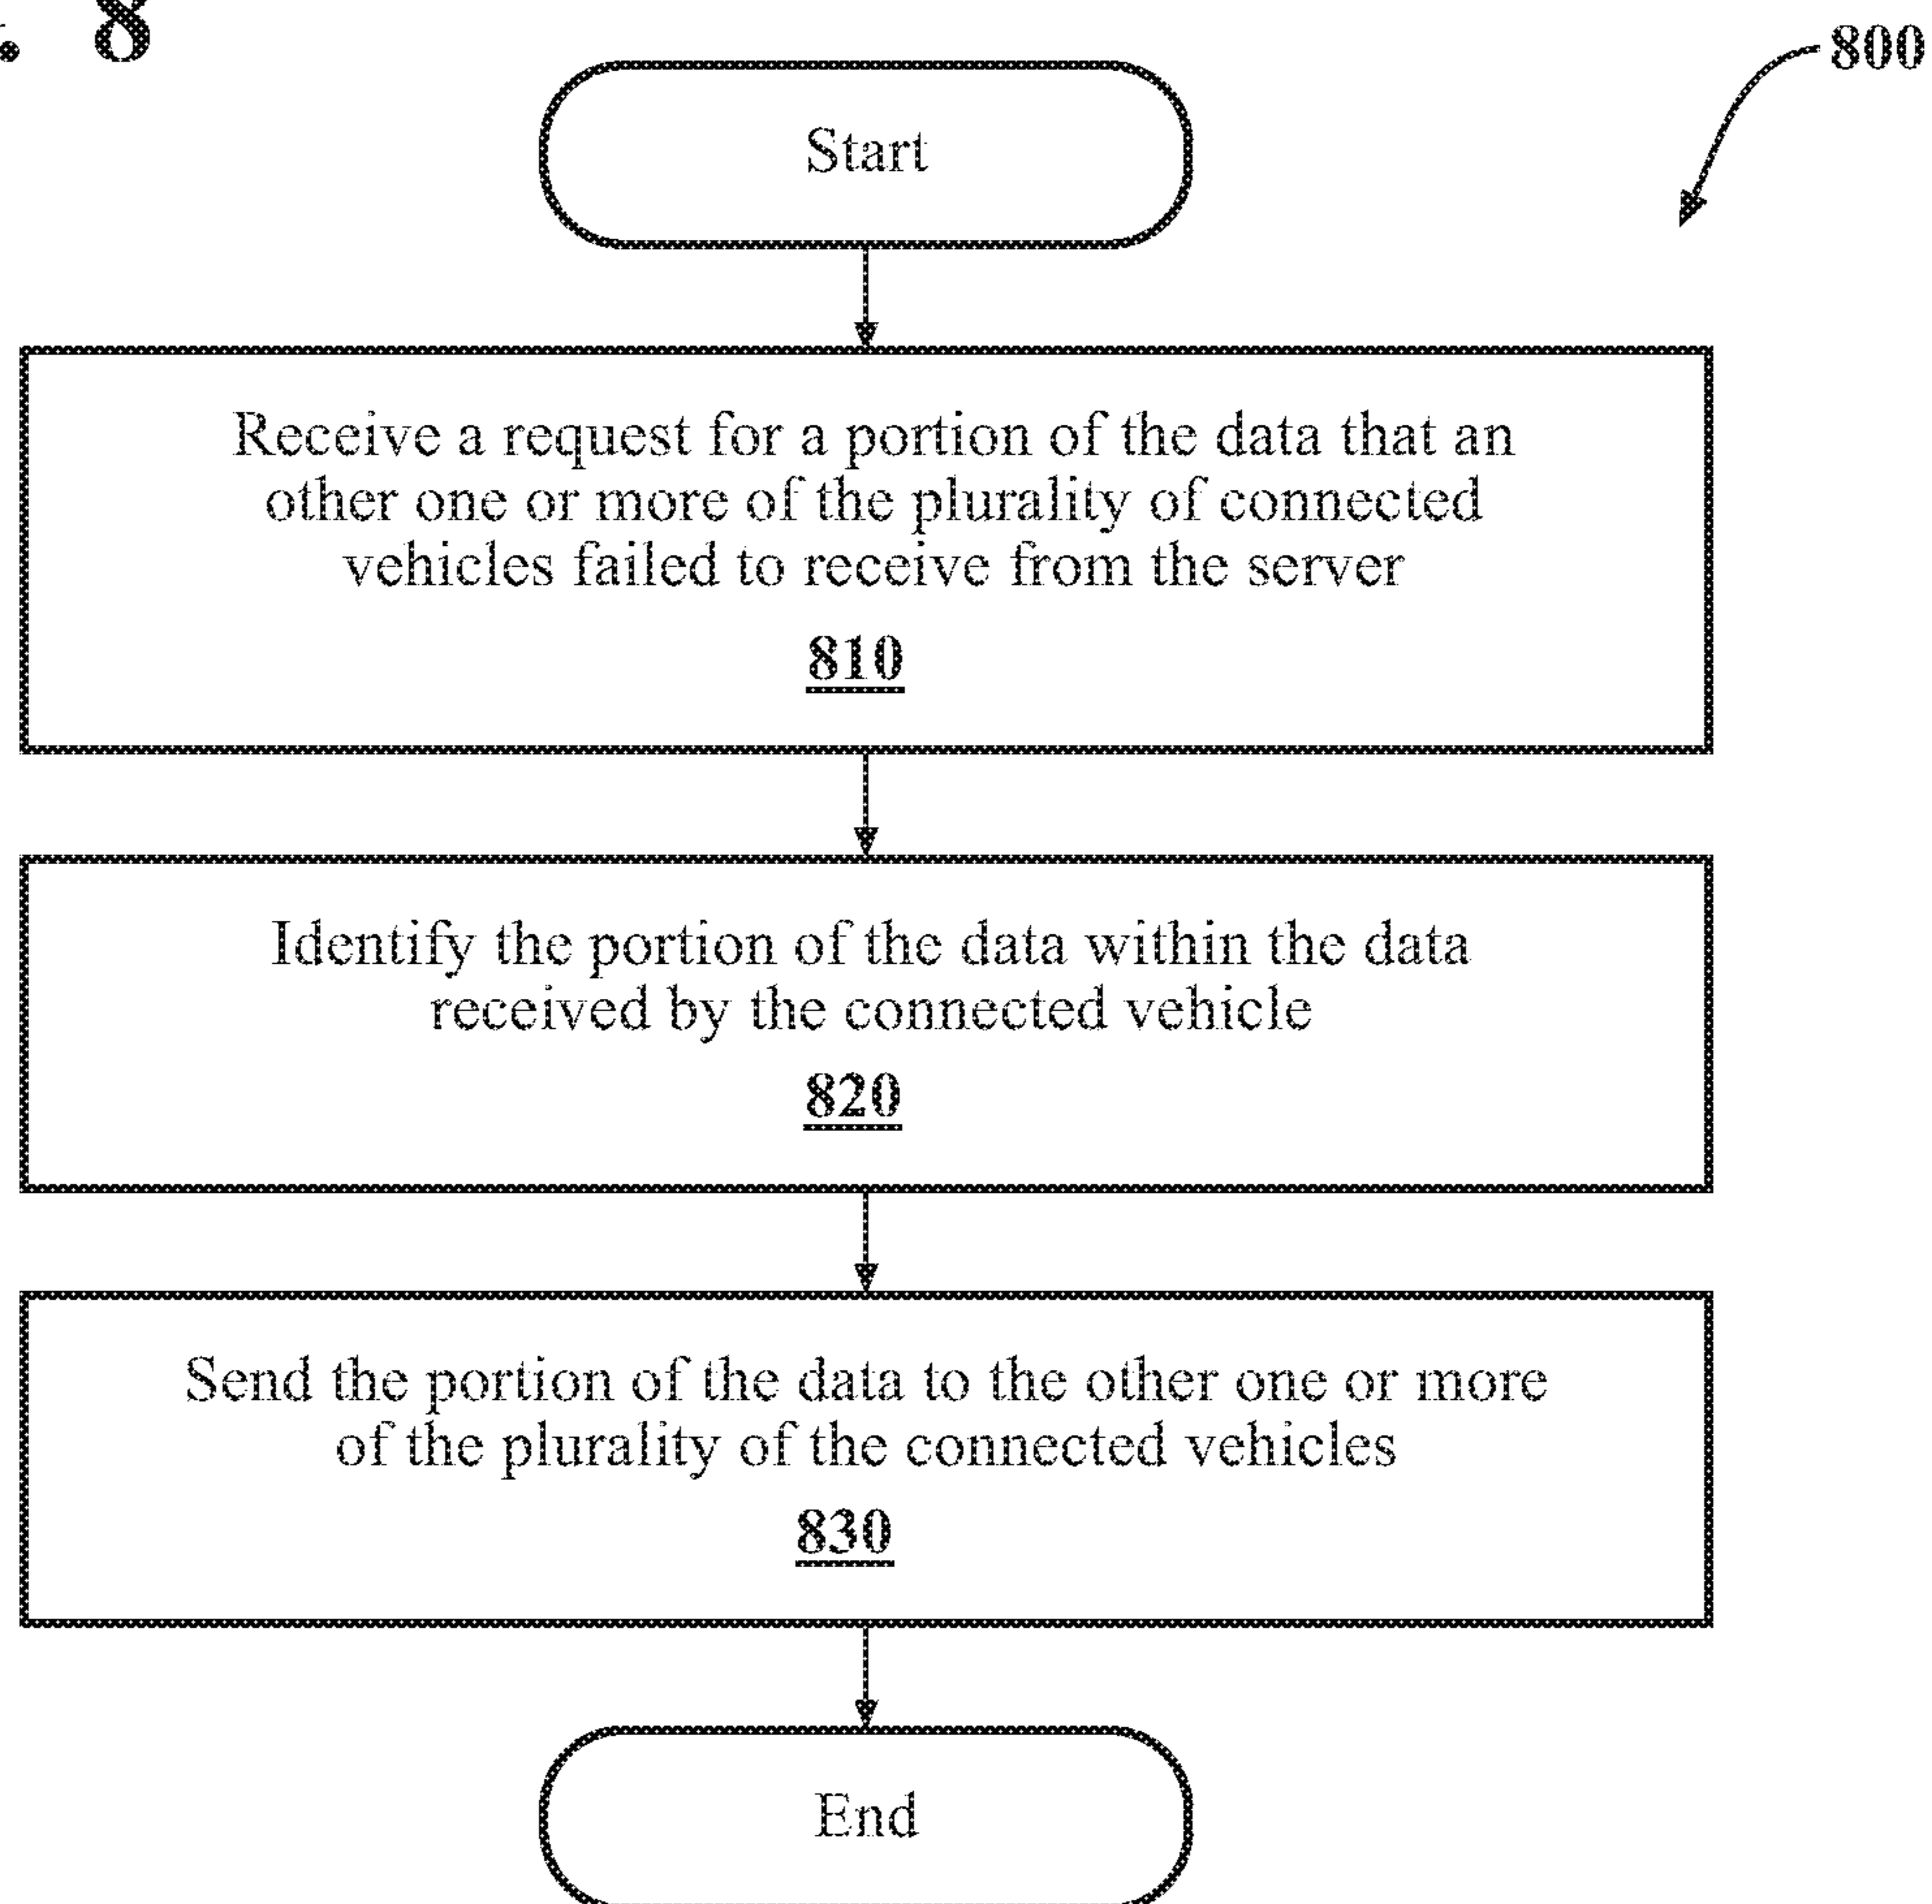 . 8
800
Start
Receive a request for a portion of the data that an
other one or more of the plurality of connected
vehicles failed to receive from the server
810
Identify the portion of the data within the data
received by the connected vehicle
820
Send the portion of the data to the other one or more
of the plurality of the connected vehicles
830
End